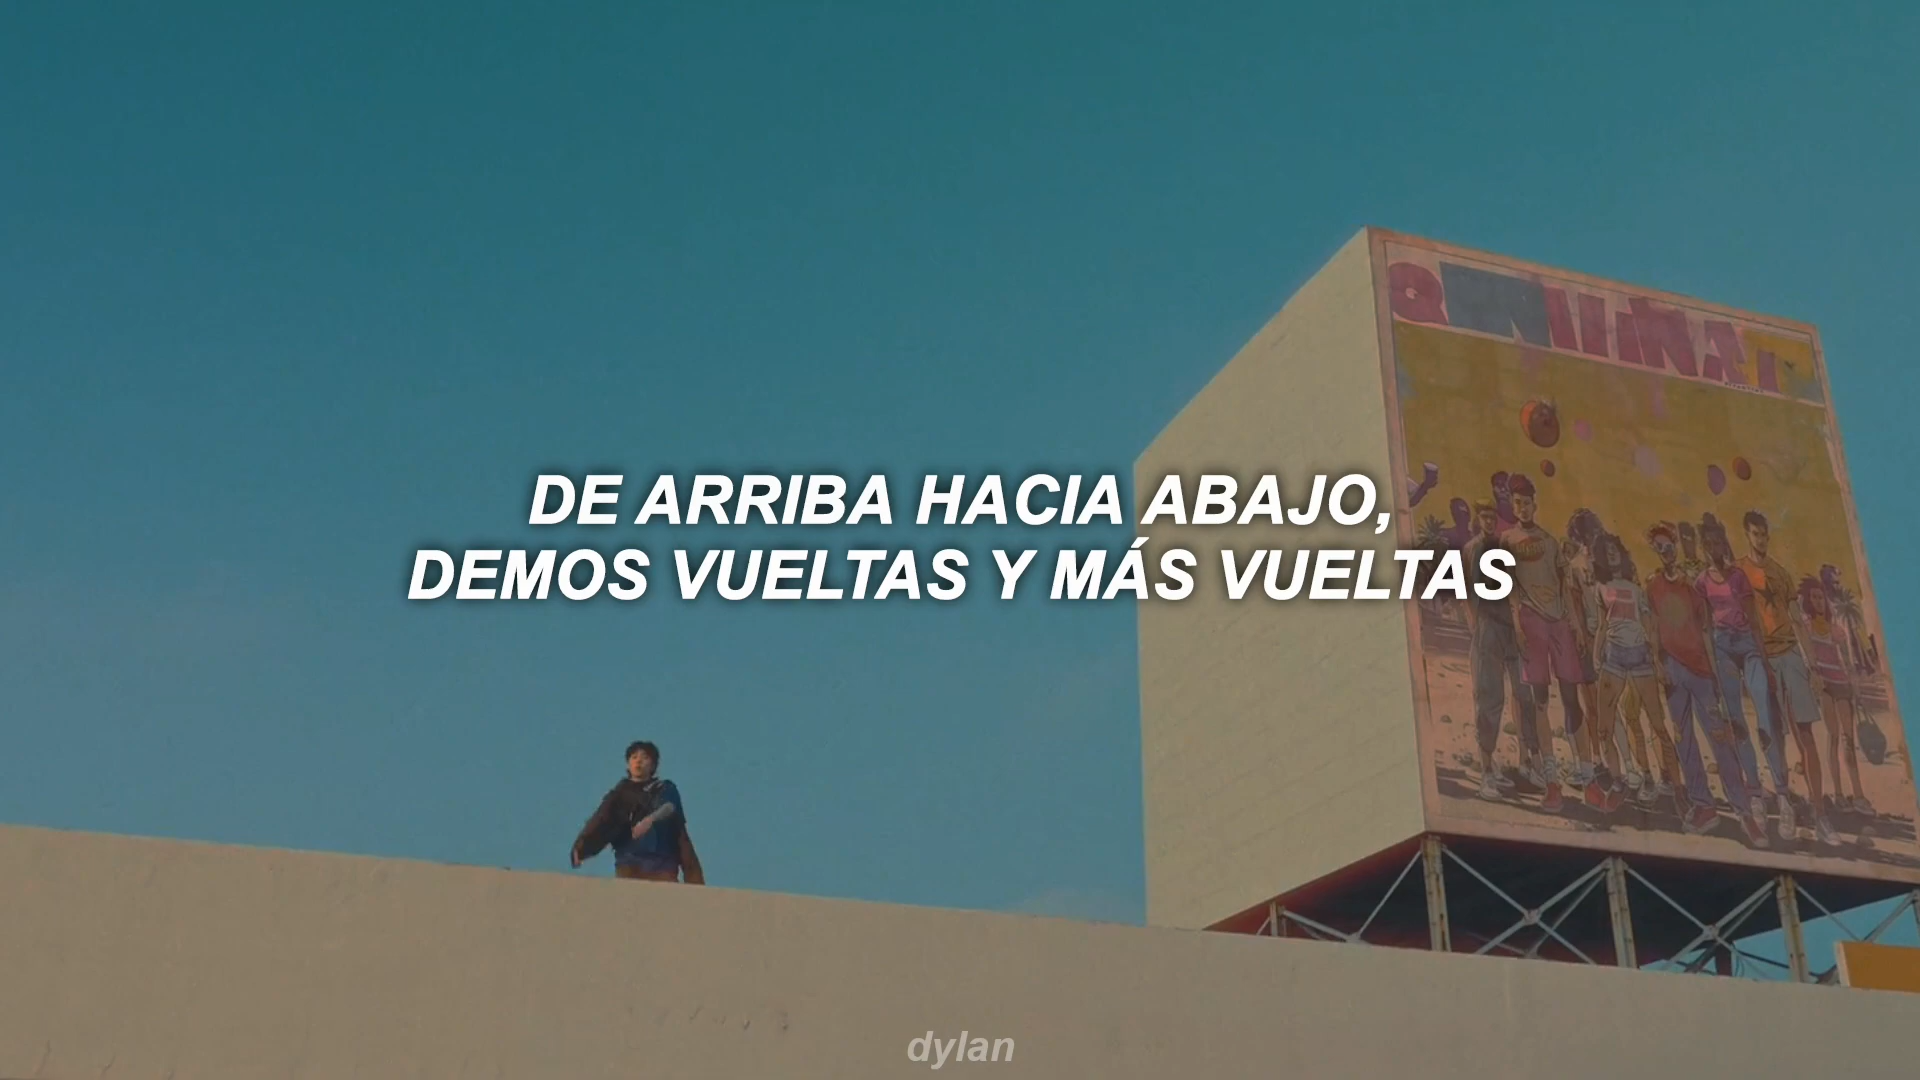 DE ARRIBA HACIA ABAJO,
DEMOS VUELTAS Y MÁS VUELTAS
dylan